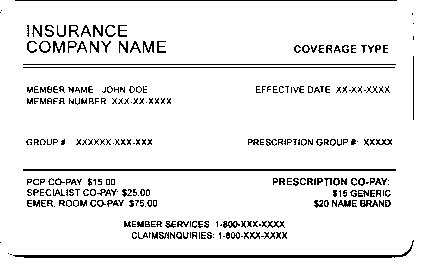 INSURANCE
COMPANY NAME
COVERAGE TYPE
MEMBER NAME JOHN DOE
EFFECTIVE DATE XX-XX-XXXX
MEMBER NUMBER XXX-XX-XXXX
GROUP # XXXXXX-XXX-XXX
PRESCRIPTION GROUP #: XXXXX
PCP CO-PAY $15.00
PRESCRIPTION CO-PAY:
SPECIALIST CO-PAY: $25.00
$15 GENERIC
EMER. ROOM CO-PAY $75.00
$20 NAME BRAND
MEMBER SERVICES 1-800-XXX-XXXX
CLAIMS/INQUIRIES: 1-800-XXX-XXXX